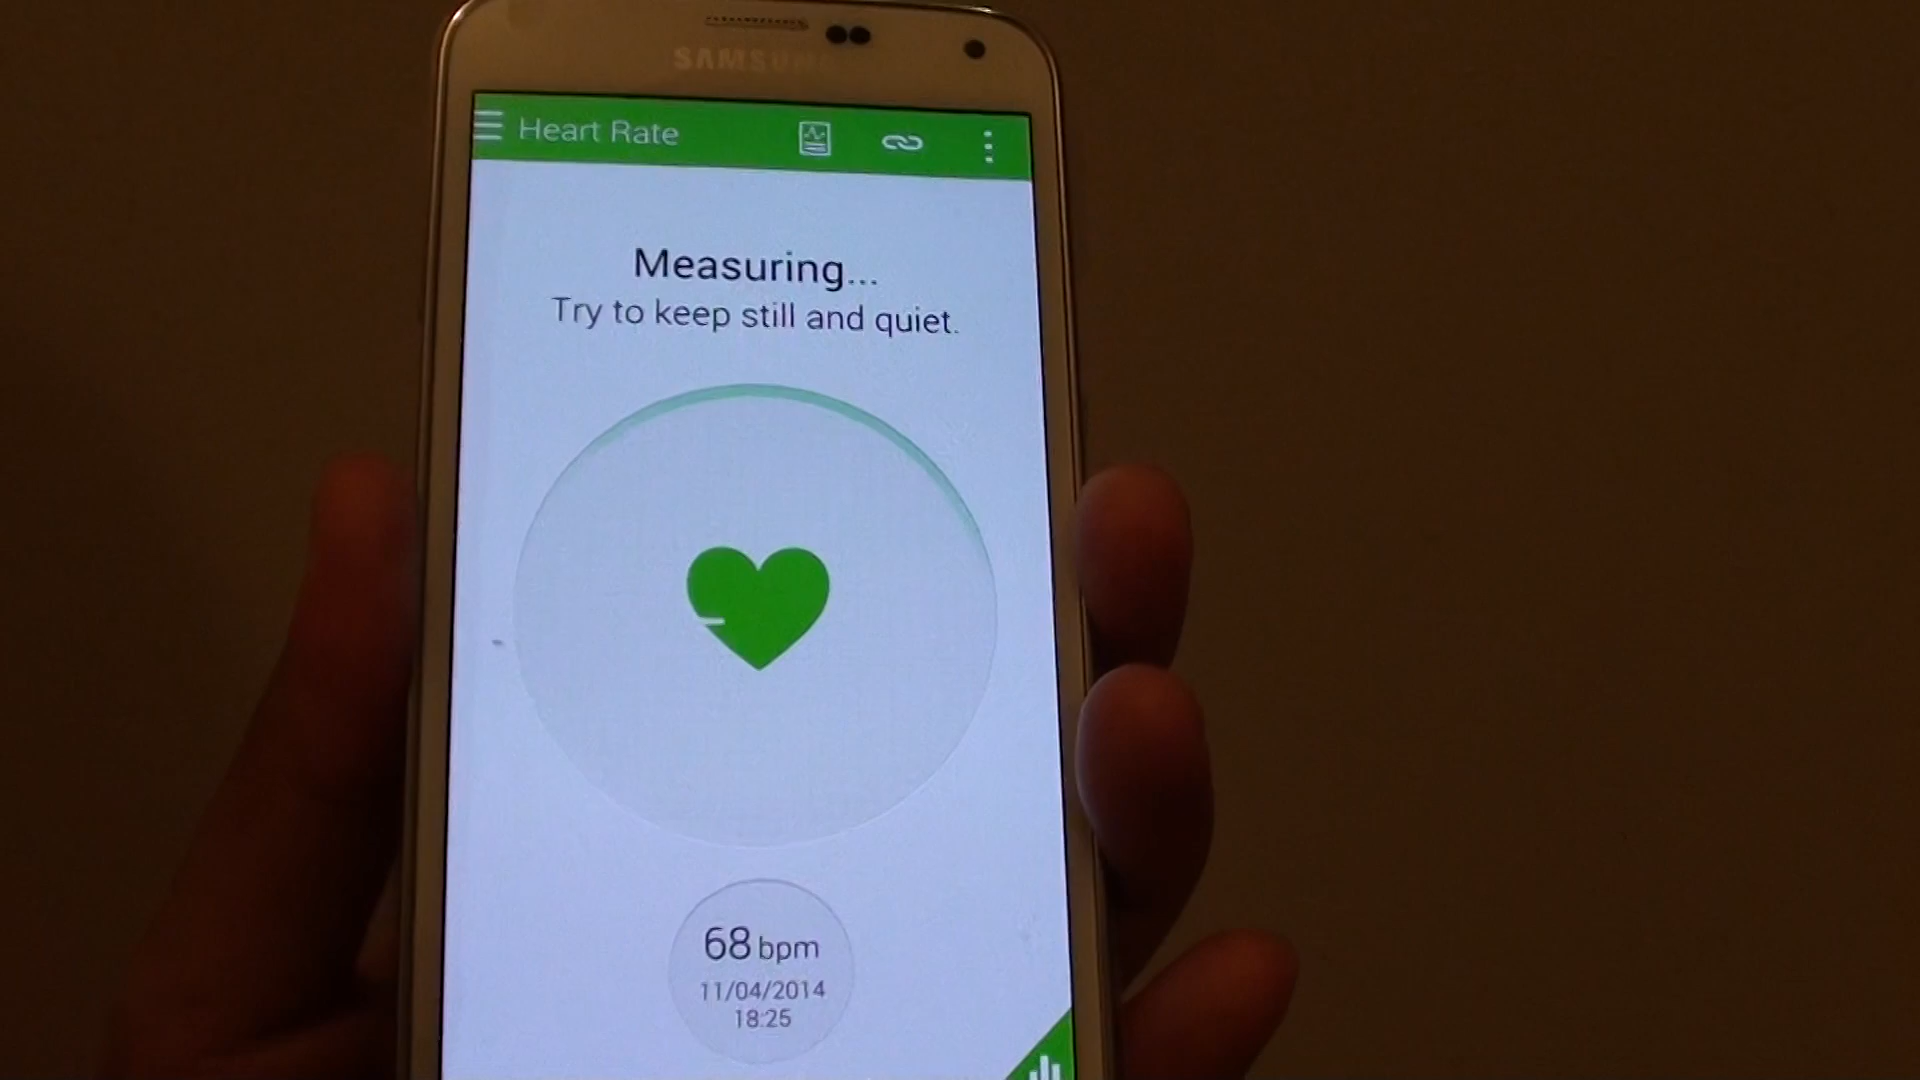 SAMSUNG
Heart Rate
Measuring...
Try to keep still and quiet.
68 bpm
11/04/2014
18:25